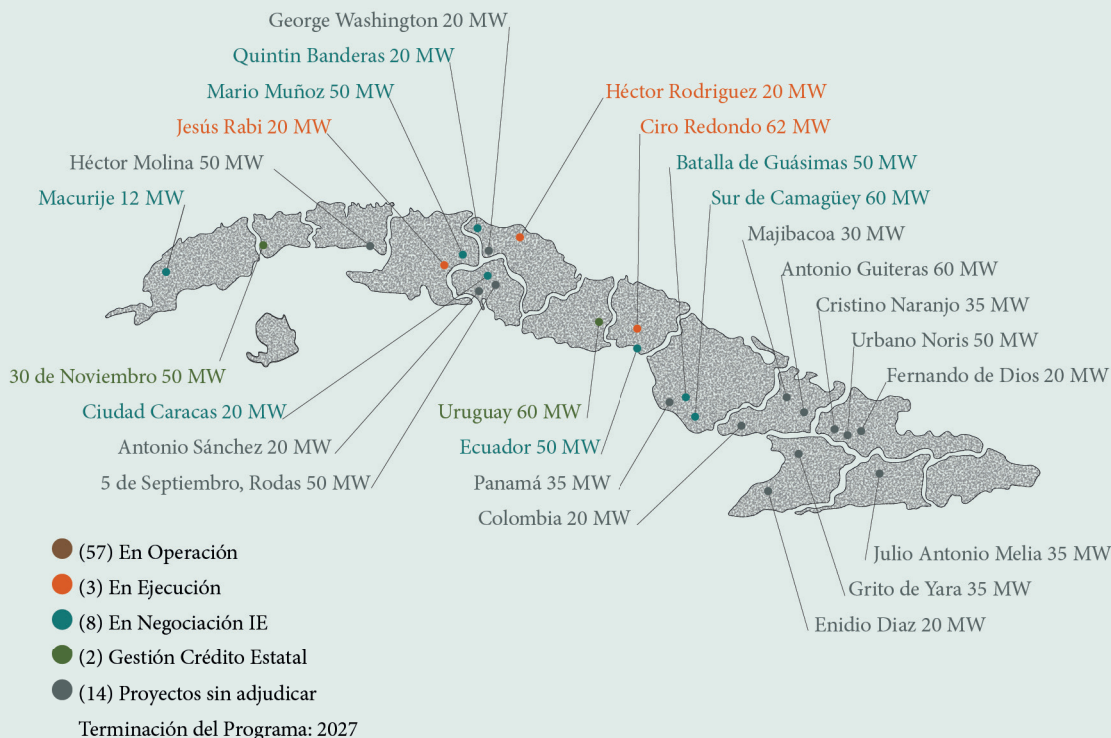 George Washington 20 MW
Quintin Banderas 20 MW
Mario Muñoz 50 MW
Jesús Rabi 20 MW
Héctor Molina 50 MW
Macurije 12 MW
Héctor Rodriguez 20 MW
Ciro Redondo 62 MW
Batalla de Guásimas 50 MW
Sur de Camagüey 60 MW
Majibacoa 30 MW
Antonio Guiteras 60 MW
Cristino Naranjo 35 MW
Urbano Noris 50 MW
Fernando de Dios 20 MW
30 de Noviembro 50 MW
Ciudad Caracas 20 MW
Antonio Sánchez 20 MW
5 de Septiembro, Rodas 50 MW
Uruguay 60 MW
Ecuador 50 MW
Panamá 35 MW
Colombia 20 MW
Julio Antonio Melia 35 MW
Grito de Yara 35 MW
Enidio Diaz 20 MW
(57) En Operación
(3) En Ejecución
(8) En Negociación IE
(2) Gestión Crédito Estatal
(14) Proyectos sin adjudicar
Terminación del Programa: 2027